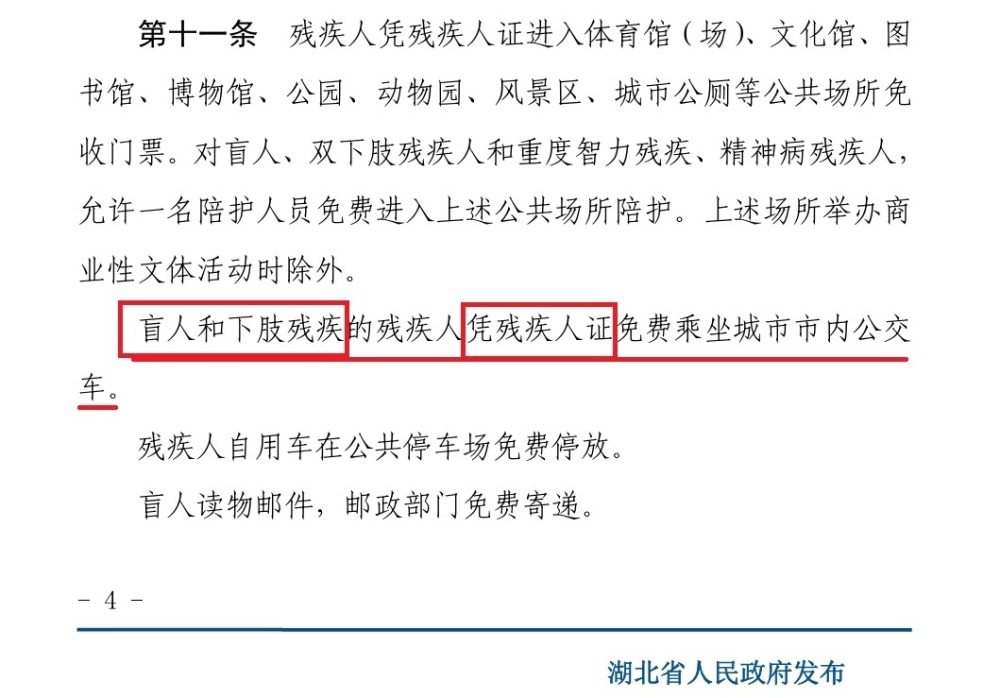 第十一条　残疾人凭残疾人证进入体育馆（场）、文化馆、图
书馆、博物馆、公园、动物园、风景区、城市公厕等公共场所免
收门票。对盲人、双下肢残疾人和重度智力残疾、精神病残疾人，
允许一名陪护人员免费进入上述公共场所陪护。上述场所举办商
业性文体活动时除外。
盲人和下肢残疾的残疾人凭残疾人证免费乘坐城市市内公交
车。
残疾人自用车在公共停车场免费停放。
盲人读物邮件，邮政部门免费寄递。
- 4 -
湖北省人民政府发布